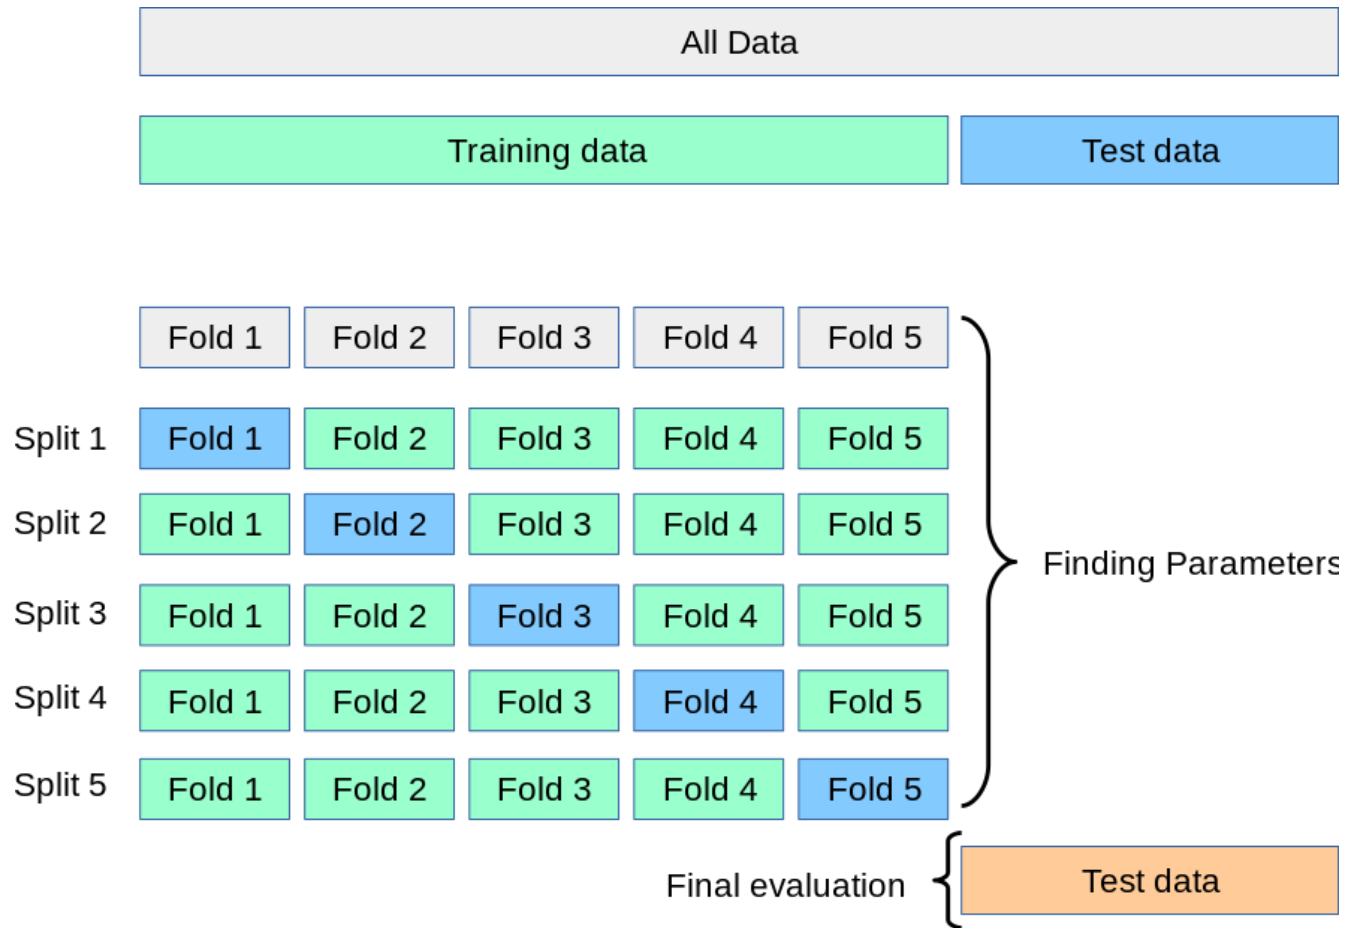 All Data
Training data Test data
Fold 1 Fold 2 Fold 3 Fold 4 Fold 5
Split 1 Fold 1 Fold 2 Fold 3 Fold 4 Fold 5
Split 2 Fold 1 Fold 2 Fold 3 Fold 4 Fold 5
Finding Parameters
Split 3 Fold 1 Fold 2 Fold 3 Fold 4 Fold 5
Split 4 Fold 1 Fold 2 Fold 3 Fold 4 Fold 5
Split 5 Fold 1 Fold 2 Fold 3 Fold 4 Fold 5
Final evaluation Test data